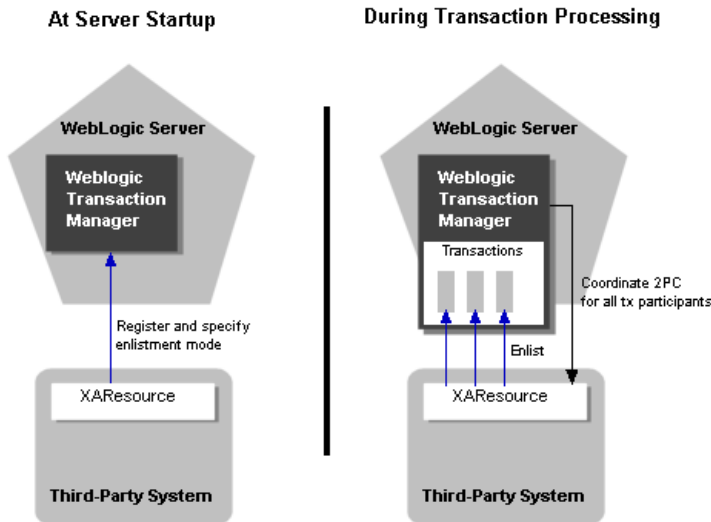 At Server Startup
WebLogic Server
Weblogic
Transaction
Manager
Register and specify
enlistment mode
XAResource
Third-Party System
During Transaction Processing
WebLogic Server
Weblogic
Transaction
Manager
Transactions
Coordinate 2PC
for all tx participants
Enlist
XAResource
Third-Party System